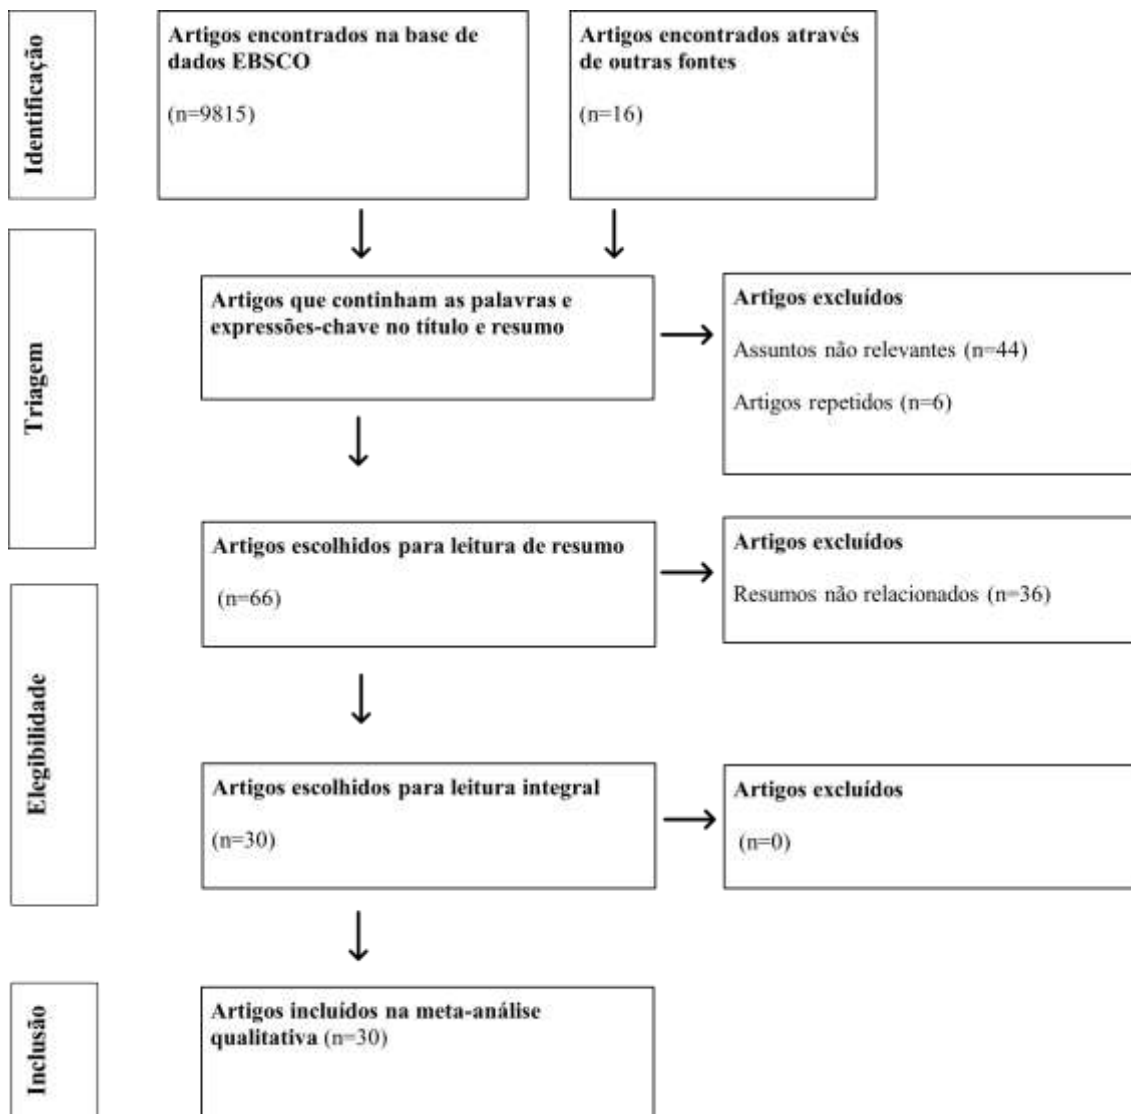 Identificação
Artigos encontrados na base de
dados EBSCO
(n=9815)
Artigos encontrados através
de outras fontes
(n=16)
Triagem
Artigos que continham as palavras e
expressões-chave no título e resumo
Artigos excluídos
Assuntos não relevantes (n=44)
Artigos repetidos (n=6)
Artigos escolhidos para leitura de resumo
(n=66)
Artigos excluídos
Resumos não relacionados (n=36)
Elegibilidade
Artigos escolhidos para leitura integral
(n=30)
Artigos excluídos
(n=0)
Inclusão
Artigos incluídos na meta-análise
qualitativa (n=30)